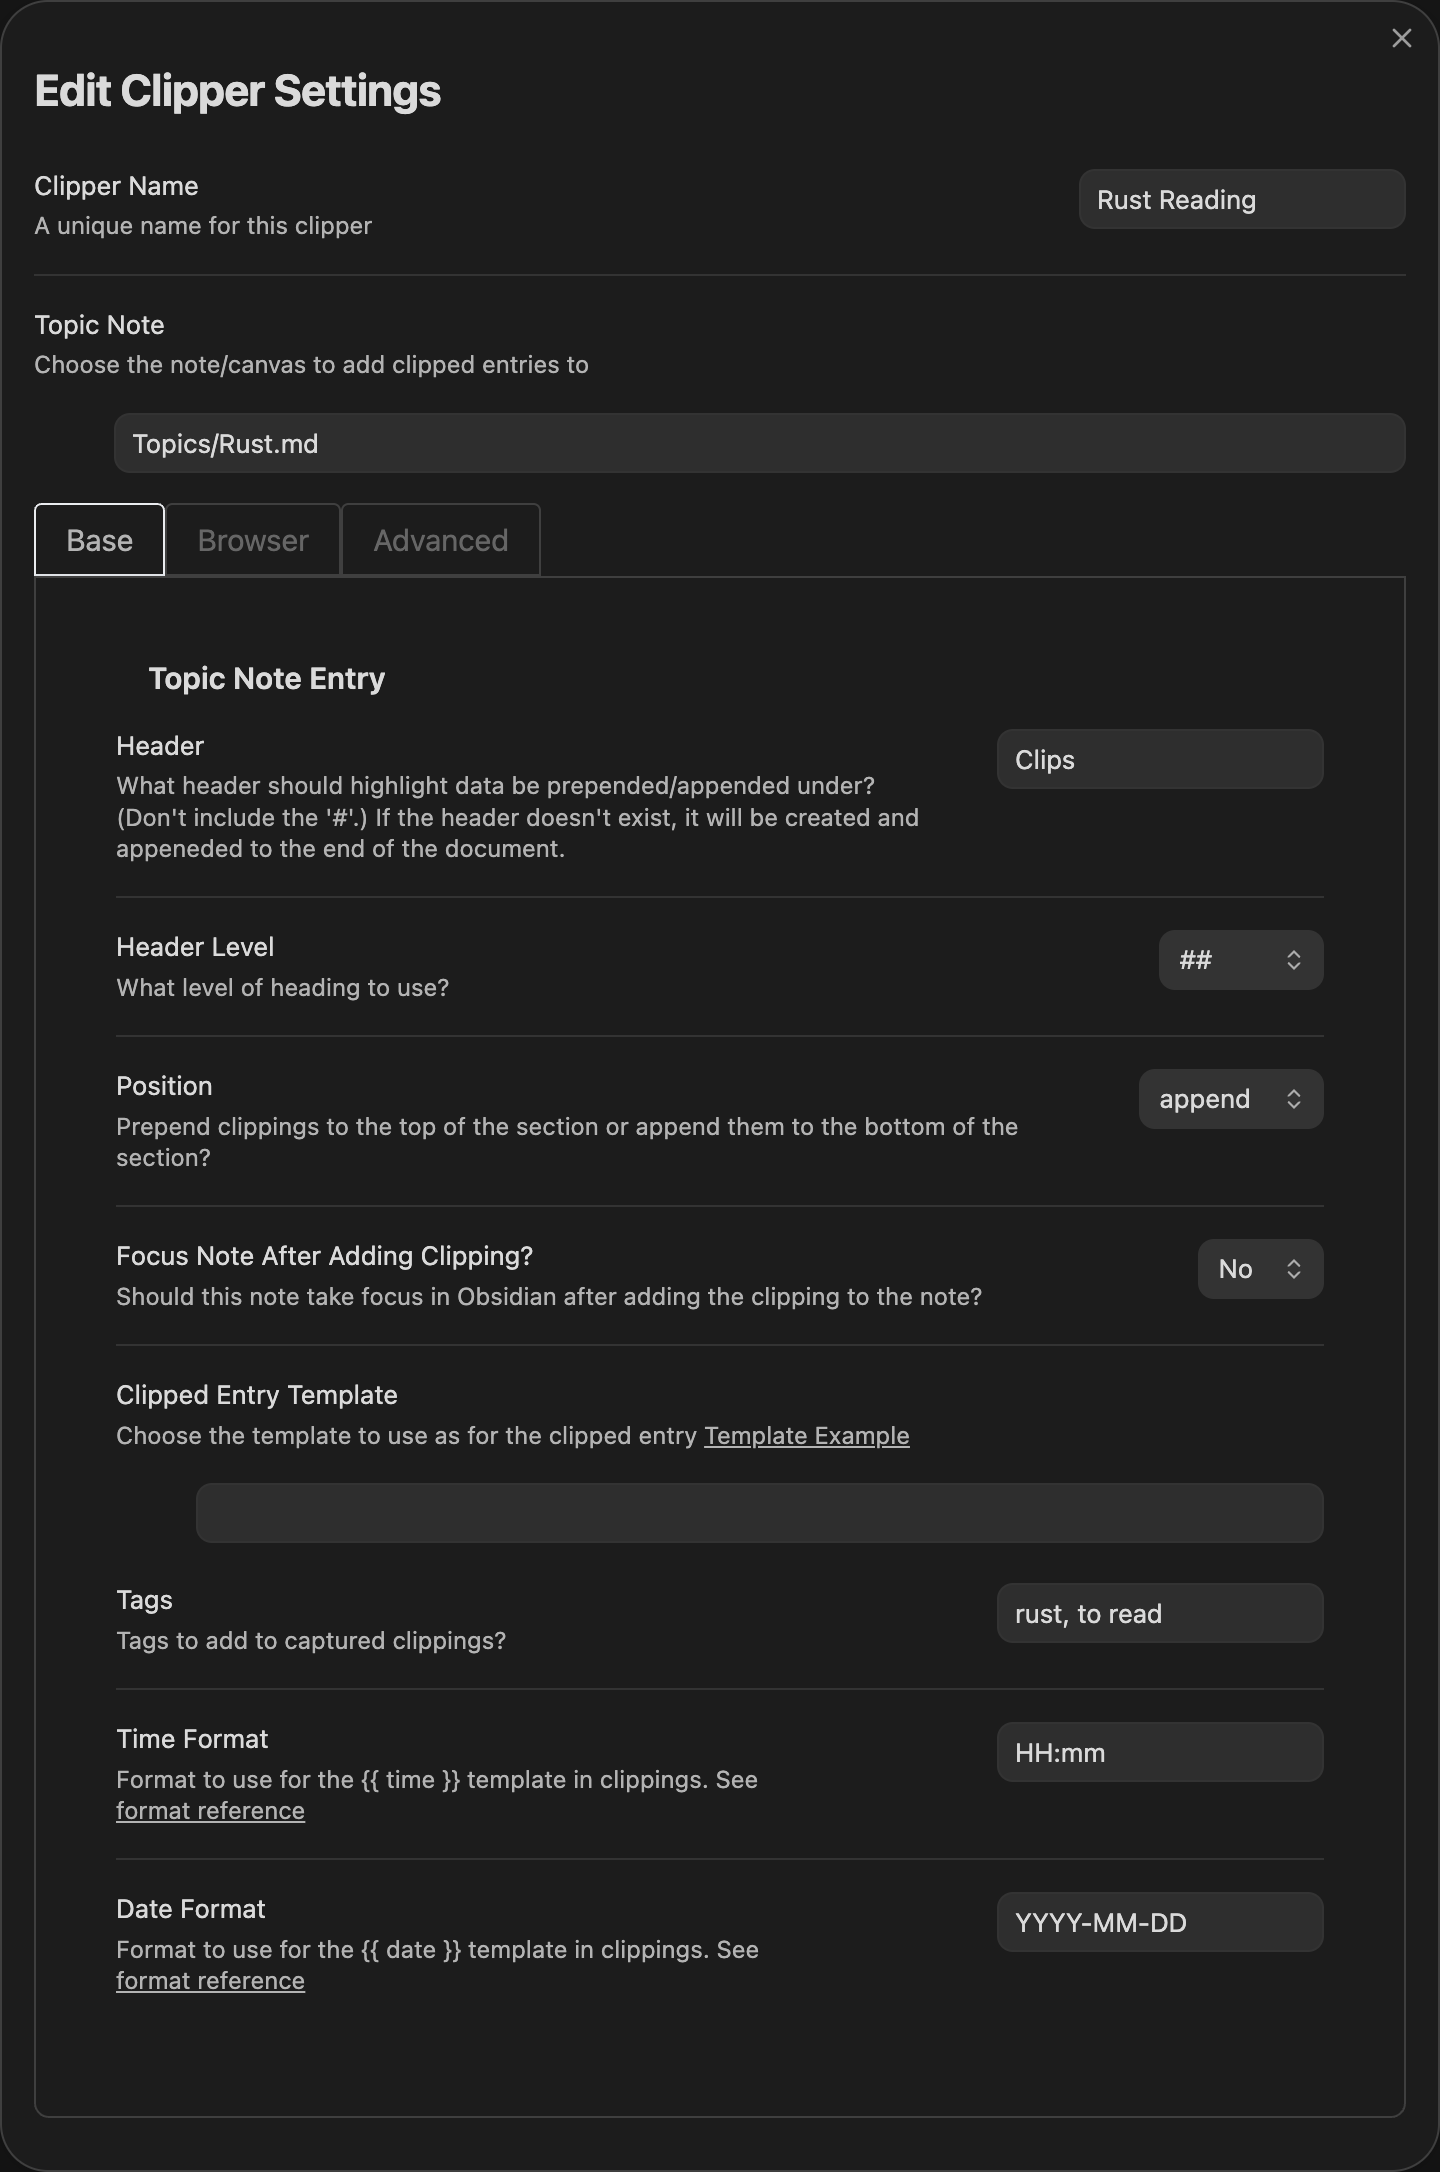 Edit Clipper Settings
Clipper Name
A unique name for this clipper
Rust Reading
Topic Note
Choose the note/canvas to add clipped entries to
Topics/Rust.md
Base
Browser
Advanced
Topic Note Entry
Header
What header should highlight data be prepended/appended under?
(Don't include the '#'.) If the header doesn't exist, it will be created and
appeneded to the end of the document.
Clips
Header Level
What level of heading to use?
##
Position
Prepend clippings to the top of the section or append them to the bottom of the
section?
append
Focus Note After Adding Clipping?
Should this note take focus in Obsidian after adding the clipping to the note?
No
Clipped Entry Template
Choose the template to use as for the clipped entry Template Example
Tags
Tags to add to captured clippings?
rust, to read
Time Format
Format to use for the {{ time }} template in clippings. See
format reference
HH:mm
Date Format
Format to use for the {{ date }} template in clippings. See
format reference
YYYY-MM-DD